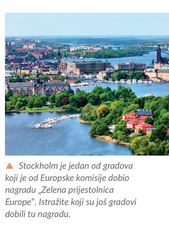 ▲ Stockholm je jedan od gradova
koji je od Europske komisije dobio
nagradu „Zelena prijestolnica
Europe". Istražite koji su još gradovi
dobili tu nagradu.